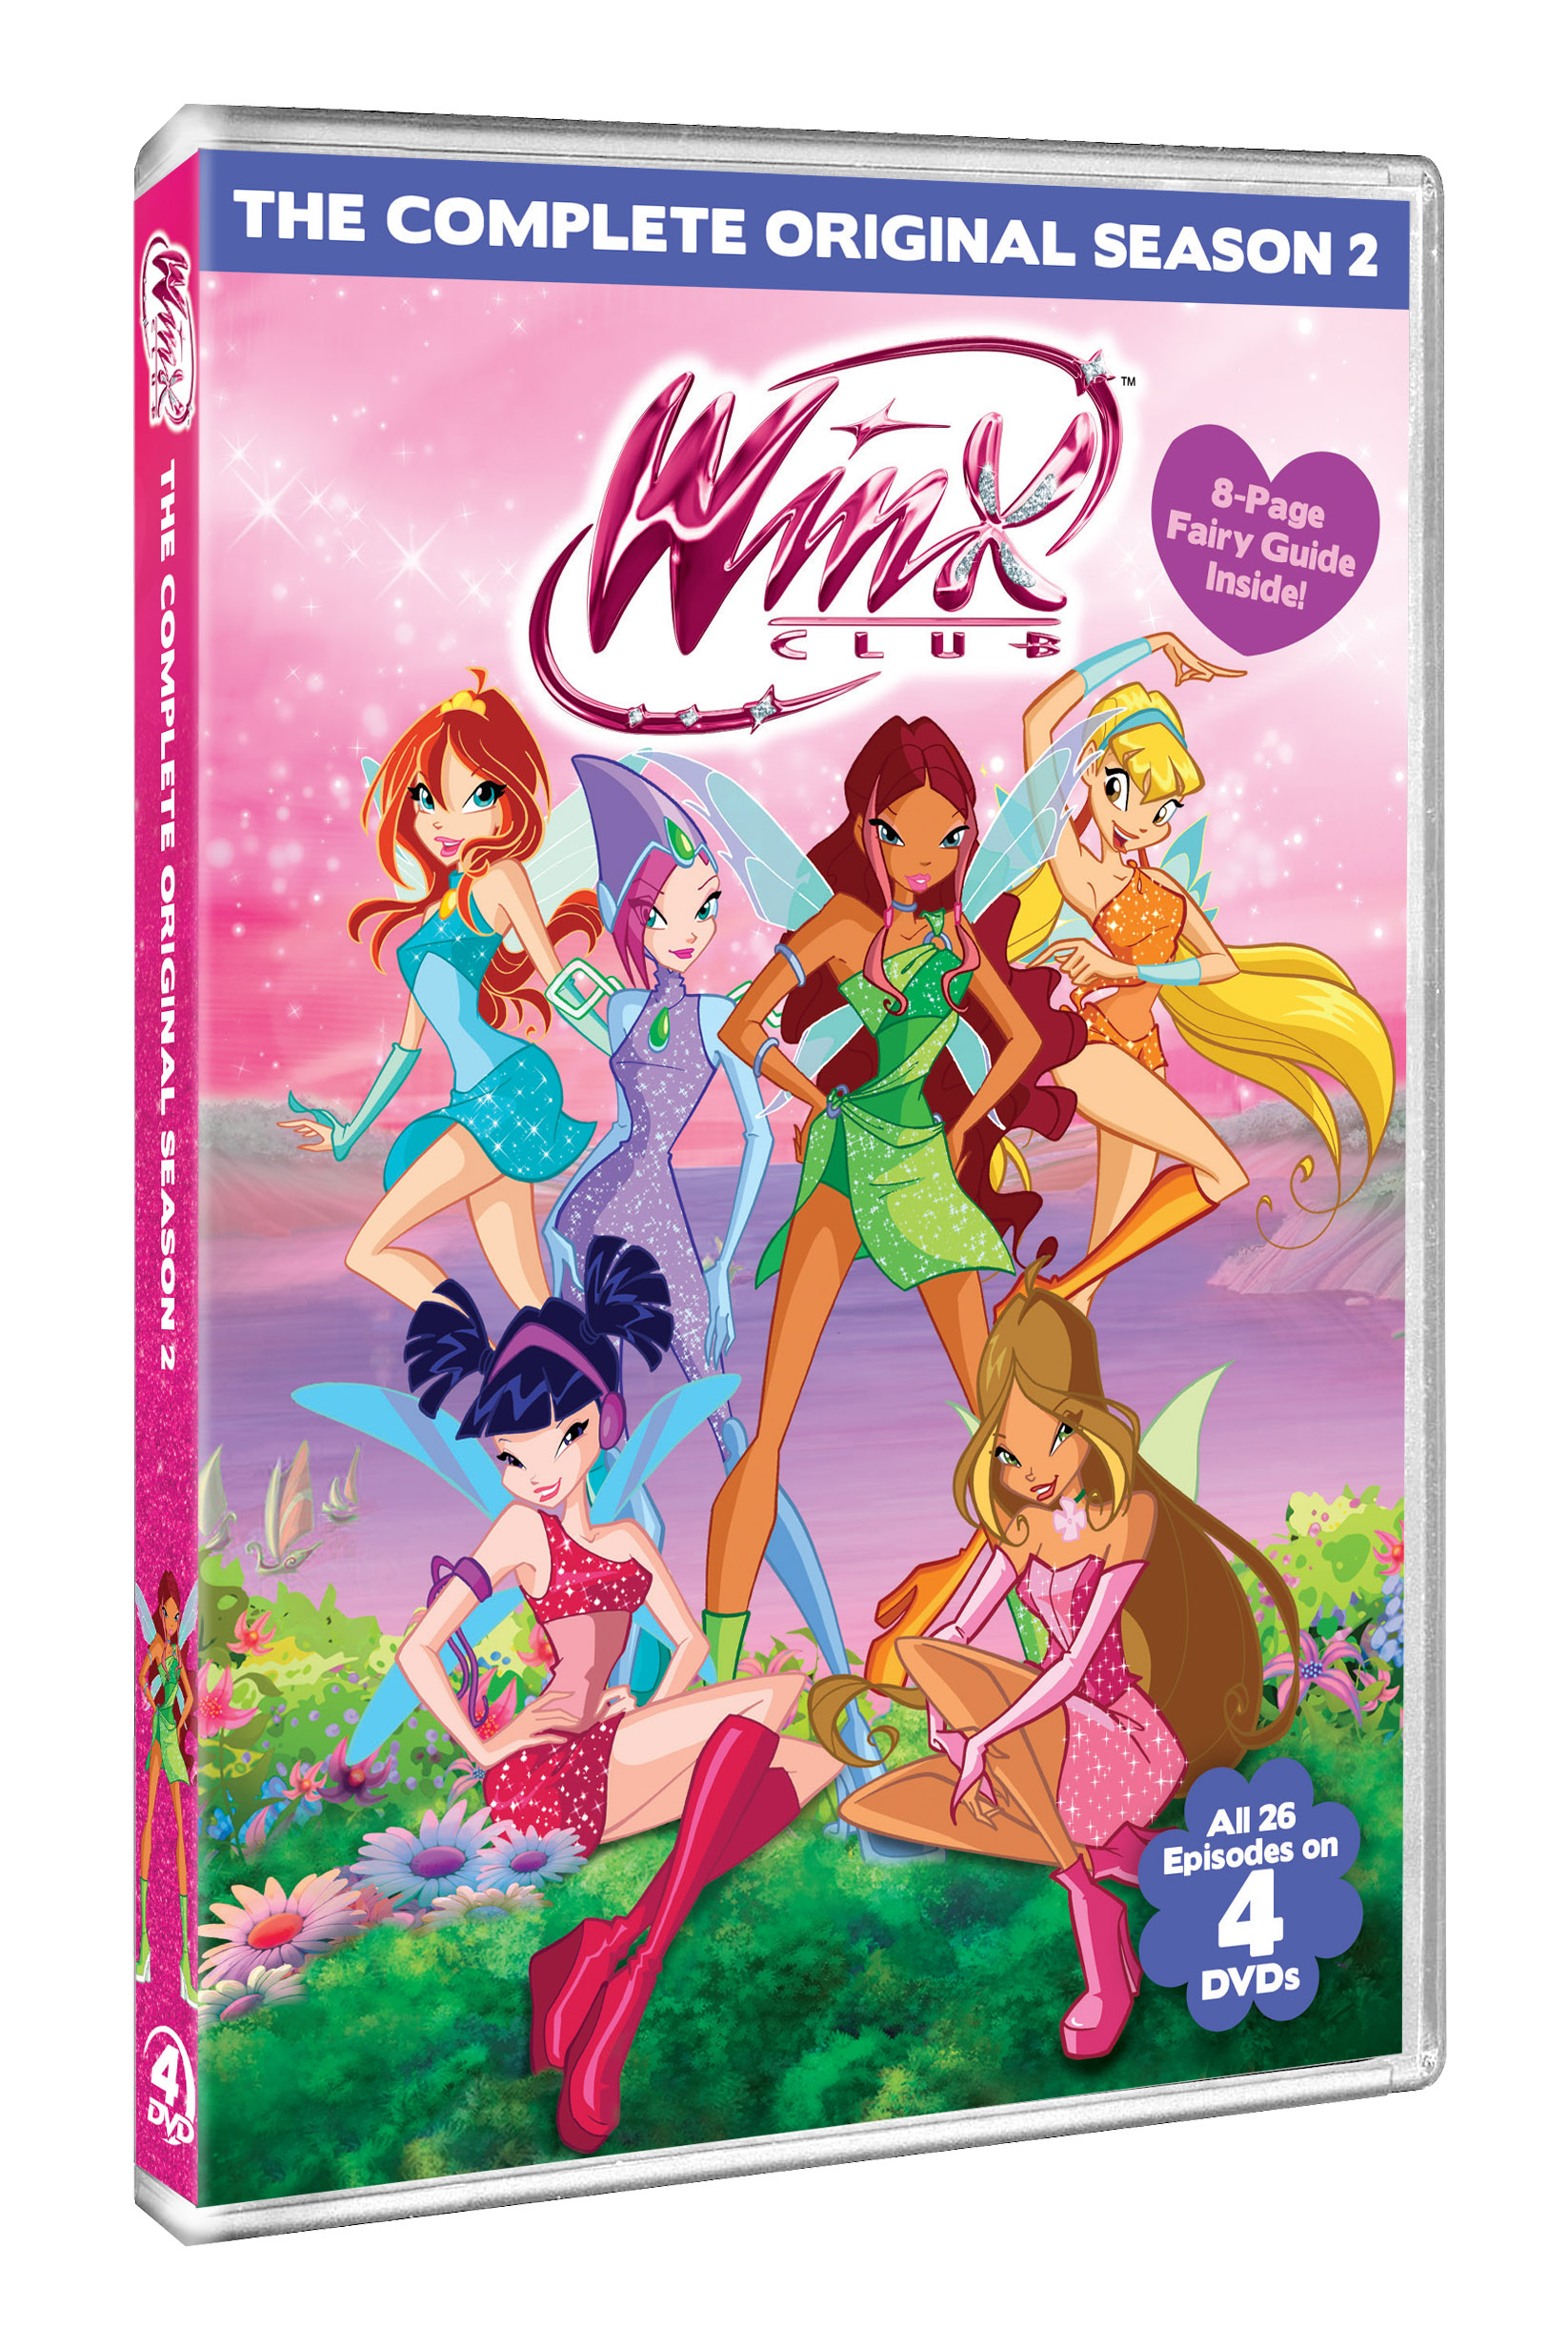 THE COMPLETE ORIGINAL SEASON 2
Winx
CLUB
TM
8-Page
Fairy Guide
Inside!
All 26
Episodes on
4
DVDs
Winx
CLUB
THE COMPLETE ORIGINAL SEASON 2
4
DVD